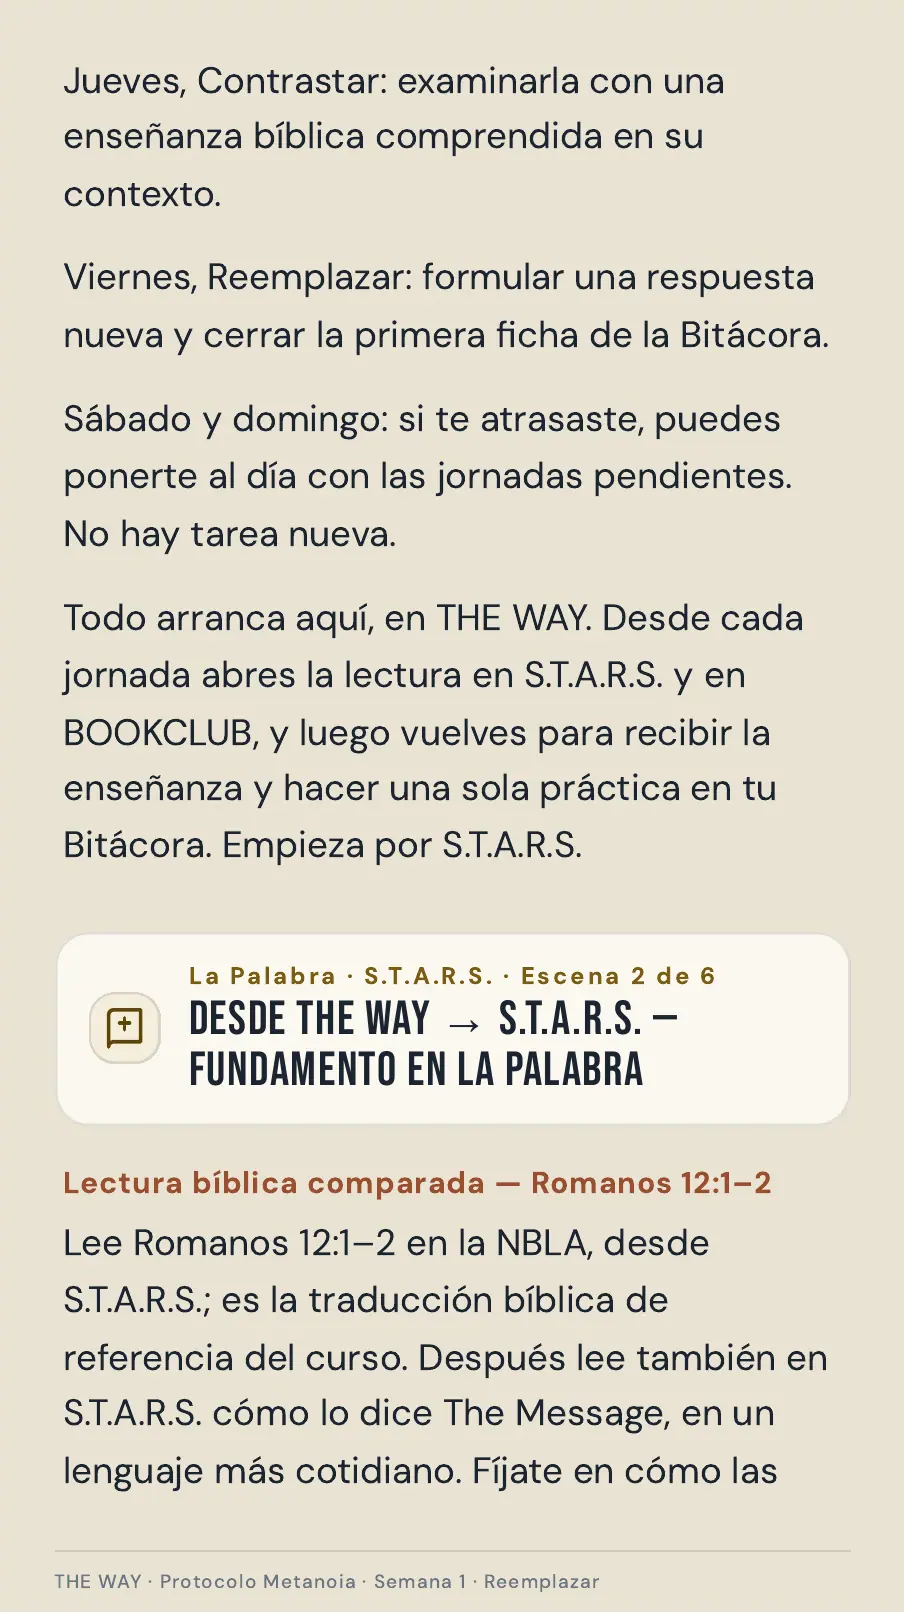 Jueves, Contrastar: examinarla con una
enseñanza bíblica comprendida en su
contexto.
Viernes, Reemplazar: formular una respuesta
nueva y cerrar la primera ficha de la Bitácora.
Sábado y domingo: si te atrasaste, puedes
ponerte al día con las jornadas pendientes.
No hay tarea nueva.
Todo arranca aquí, en THE WAY. Desde cada
jornada abres la lectura en S.T.A.R.S. y en
BOOKCLUB, y luego vuelves para recibir la
enseñanza y hacer una sola práctica en tu
Bitácora. Empieza por S.T.A.R.S.
La Palabra · S.T.A.R.S. · Escena 2 de 6
DESDE THE WAY → S.T.A.R.S. —
FUNDAMENTO EN LA PALABRA
Lectura bíblica comparada — Romanos 12:1–2
Lee Romanos 12:1–2 en la NBLA, desde
S.T.A.R.S.; es la traducción bíblica de
referencia del curso. Después lee también en
S.T.A.R.S. cómo lo dice The Message, en un
lenguaje más cotidiano. Fíjate en cómo las
THE WAY · Protocolo Metanoia · Semana 1 · Reemplazar